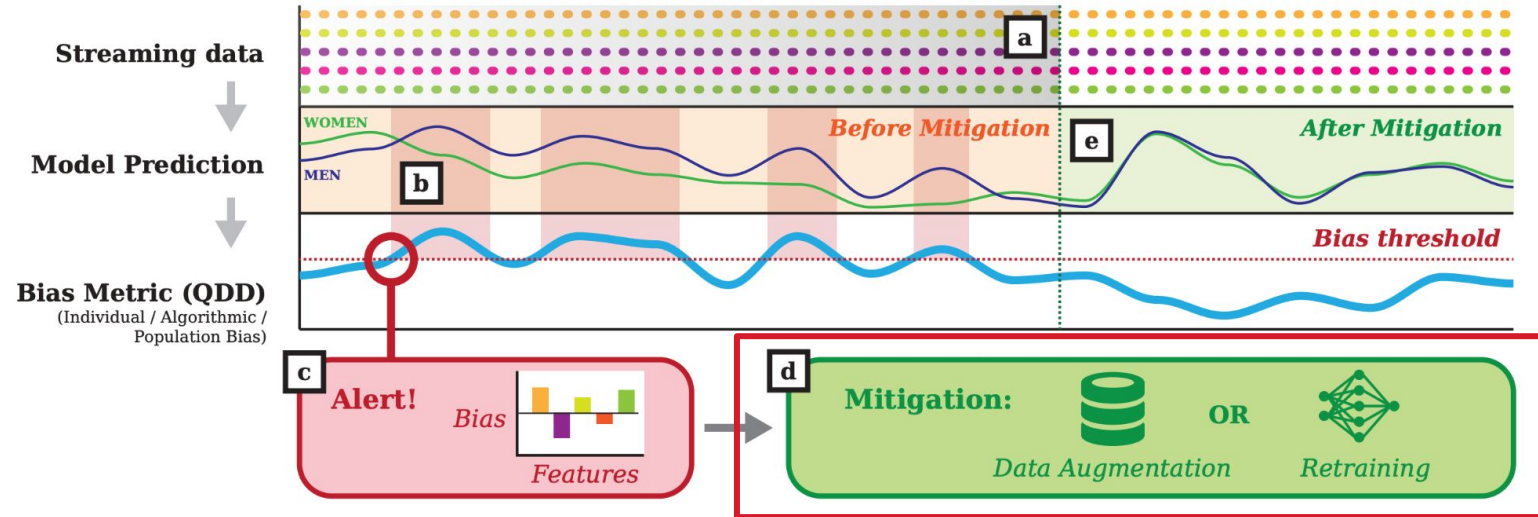 Streaming data
a
WOMEN
Before Mitigation
e
After Mitigation
Model Prediction
MEN
b
Bias threshold
Bias Metric (QDD)
(Individual / Algorithmic /
Population Bias)
c
Alert!
Bias
Features
d
Mitigation:
OR
Data Augmentation
Retraining